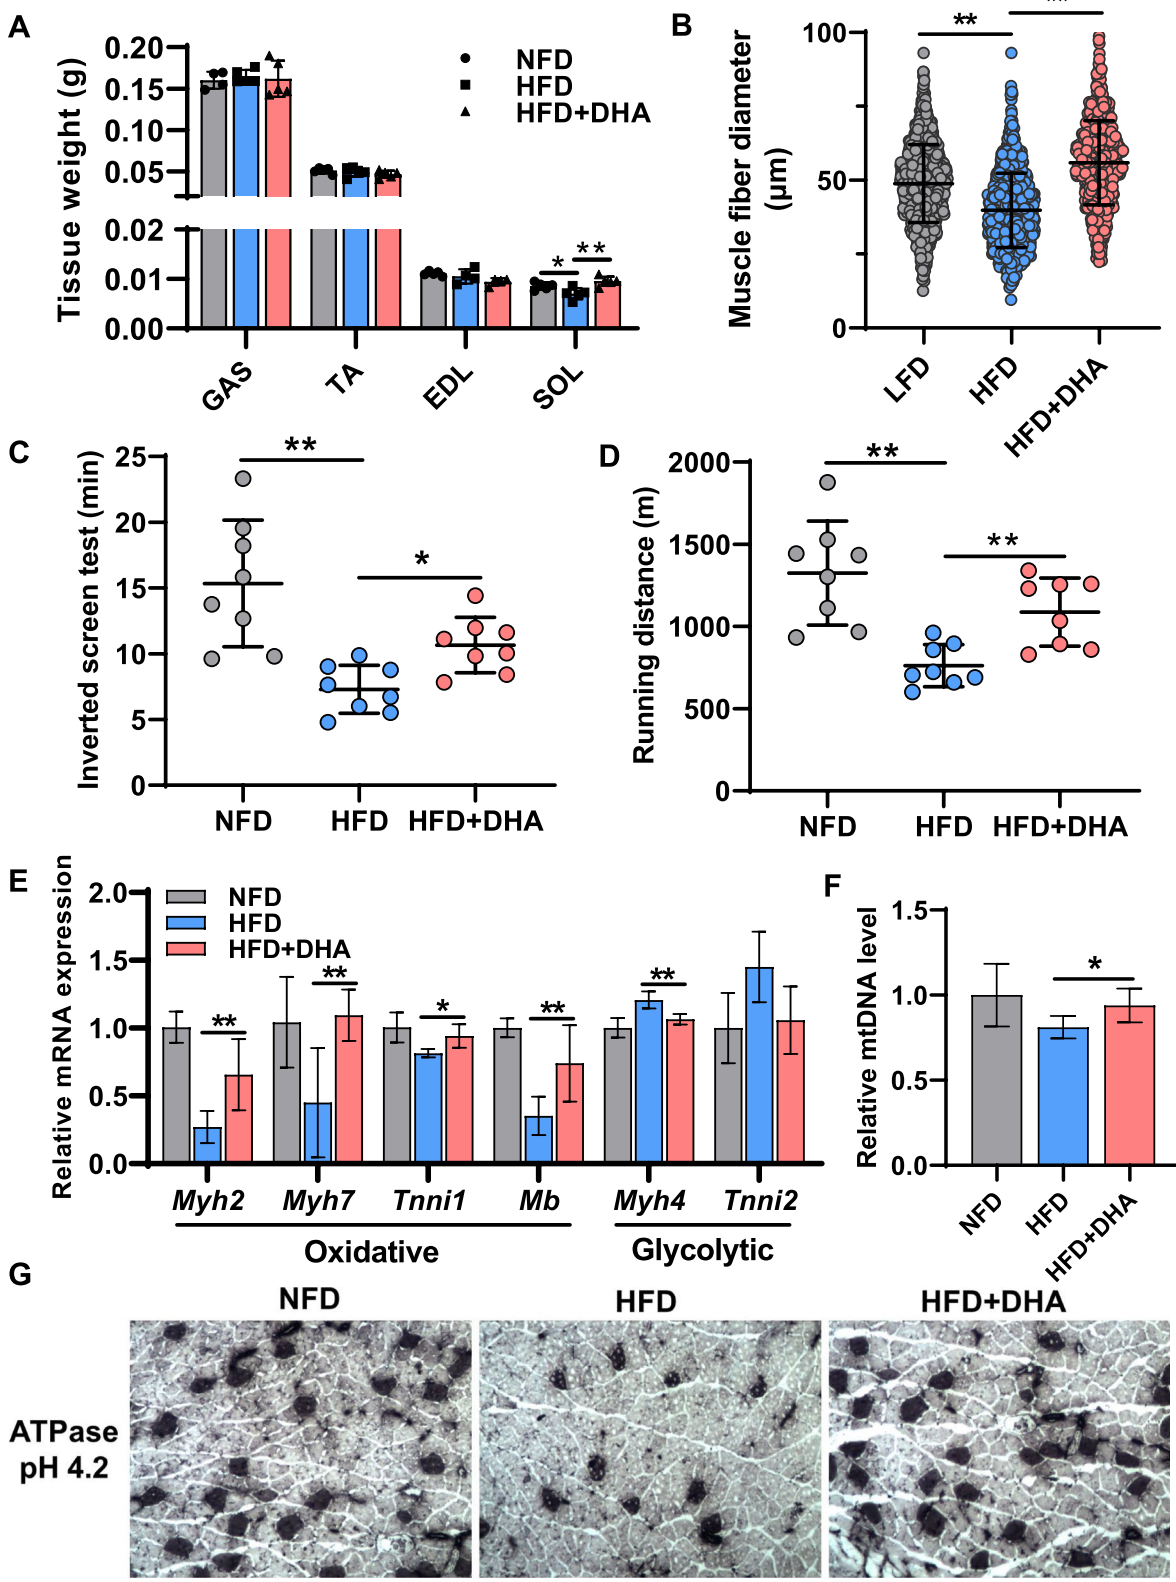 A
Tissue weight (g)
0.20
0.15
0.10
0.05
0.02
0.01
0.00
NFD
HFD
HFD+DHA
* **
GAS
TA
EDL
SOL
B
Muscle fiber diameter
(μm)
100
50
0
**
LFD
HFD
HFD+DHA
C
Inverted screen test (min)
25
20
15
10
5
0
**
*
NFD
HFD
HFD+DHA
D
Running distance (m)
2000
1500
1000
500
0
**
**
NFD
HFD
HFD+DHA
E
Relative mRNA expression
2.0
1.5
1.0
0.5
0.0
NFD
HFD
HFD+DHA
** ** * ** **
Myh2
Myh7
Tnni1
Mb
Myh4
Tnni2
Oxidative
Glycolytic
F
Relative mtDNA level
1.5
1.0
0.5
0.0
*
NFD
HFD
HFD+DHA
G
NFD
HFD
HFD+DHA
ATPase
pH 4.2